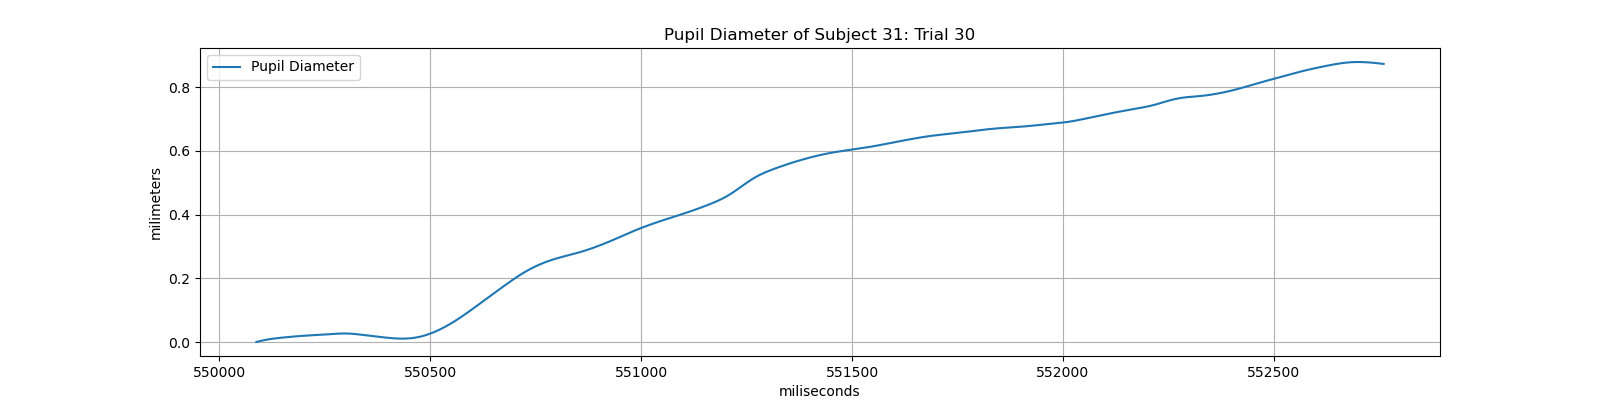 Pupil Diameter of Subject 31: Trial 30
Pupil Diameter
milimeters
0.8
0.6
0.4
0.2
0.0
550000 550500 551000 551500 552000 552500
miliseconds